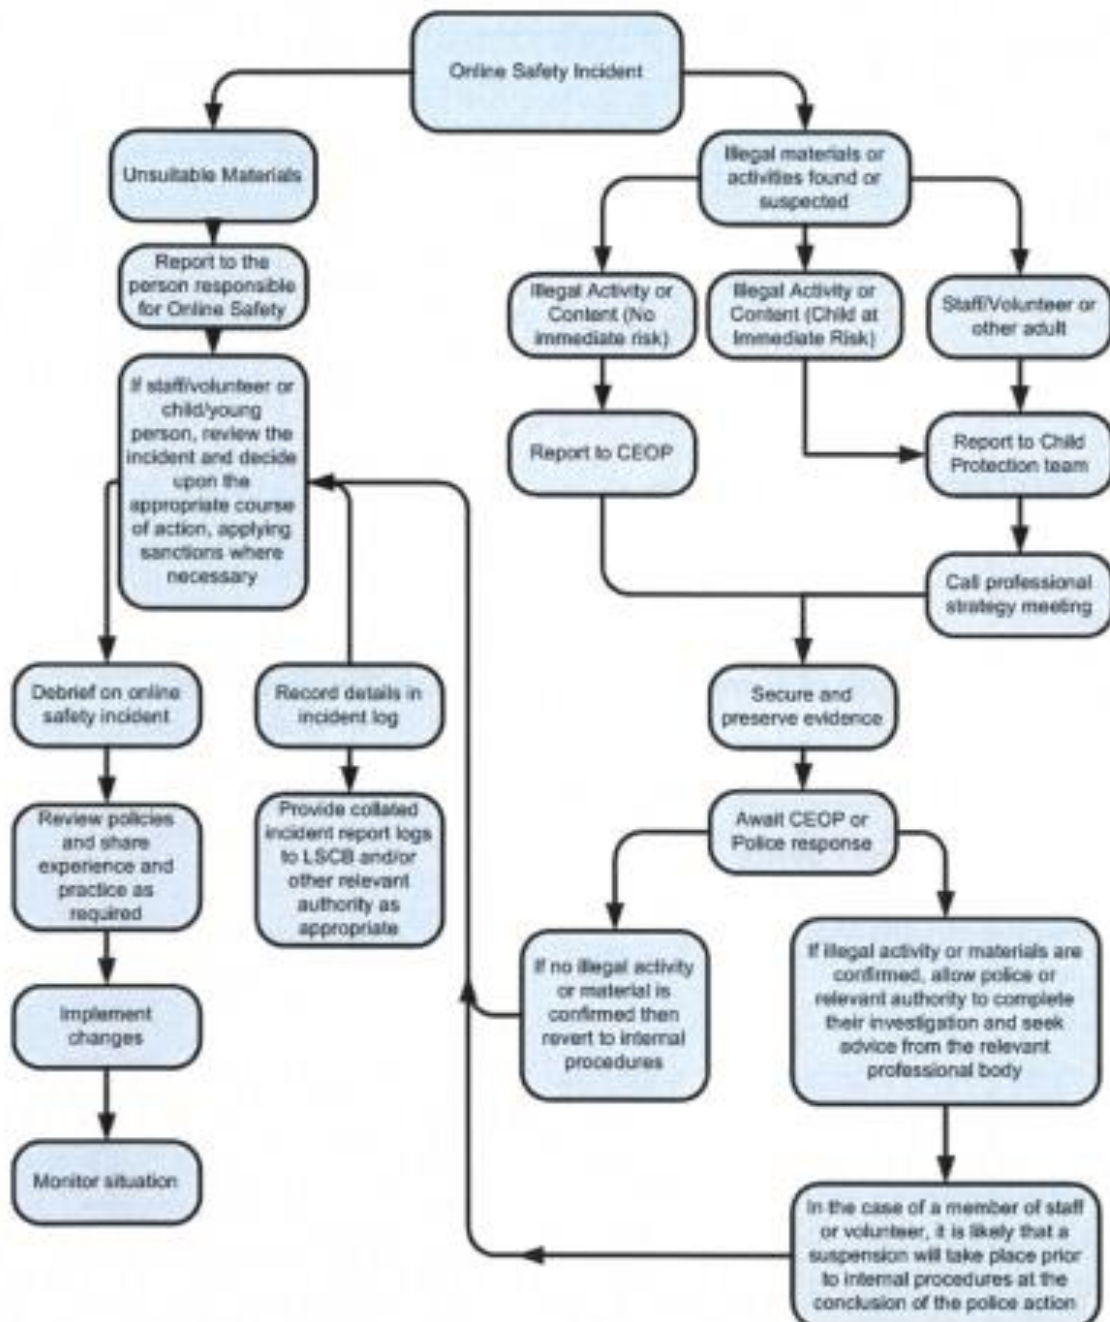 Online Safety Incident
Unsuitable Materials
Illegal materials or
activities found or
suspected
Report to the
person responsible
for Online Safety
Illegal Activity or
Content (No
immediate risk)
Illegal Activity or
Content (Child at
Immediate Risk)
Staff/Volunteer or
other adult
If staff/volunteer or
child/young
person, review the
incident and decide
upon the
appropriate course
of action, applying
sanctions where
necessary
Report to CEOP
Report to Child
Protection team
Call professional
strategy meeting
Debrief on online
safety incident
Record details in
incident log
Secure and
preserve evidence
Review policies
and share
experience and
practice as
required
Provide collated
incident report logs
to LSCB and/or
other relevant
authority as
appropriate
Await CEOP or
Police response
If no illegal activity
or material is
confirmed then
revert to internal
procedures
If illegal activity or materials are
confirmed, allow police or
relevant authority to complete
their investigation and seek
advice from the relevant
professional body
Implement
changes
Monitor situation
In the case of a member of staff
or volunteer, it is likely that a
suspension will take place prior
to internal procedures at the
conclusion of the police action